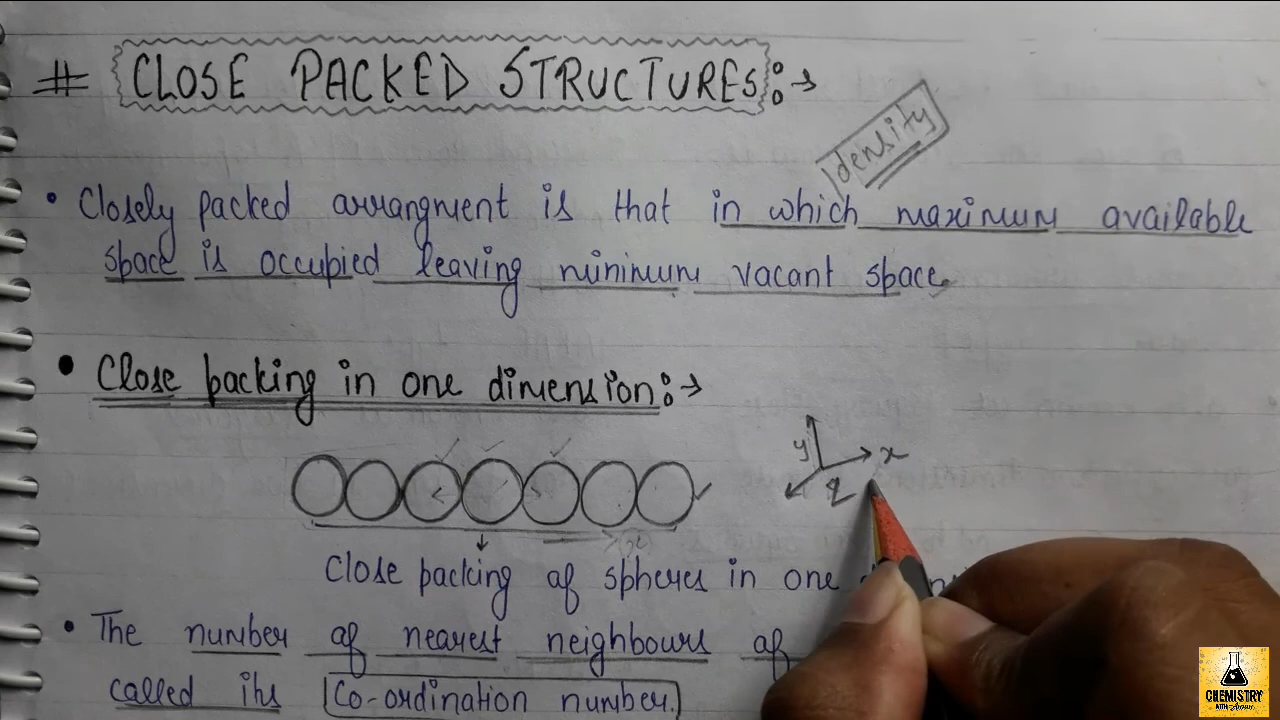 # CLOSE PACKED STRUCTURES:→
density
• Closely packed arrangment is that in which maximum available
space is occupied leaving minimum vacant space.
• Close packing in one dimension:→
y x
z
x
Close packing of spheres in one
• The number of nearest neighbours of
called its Co-ordination number.
CHEMISTRY